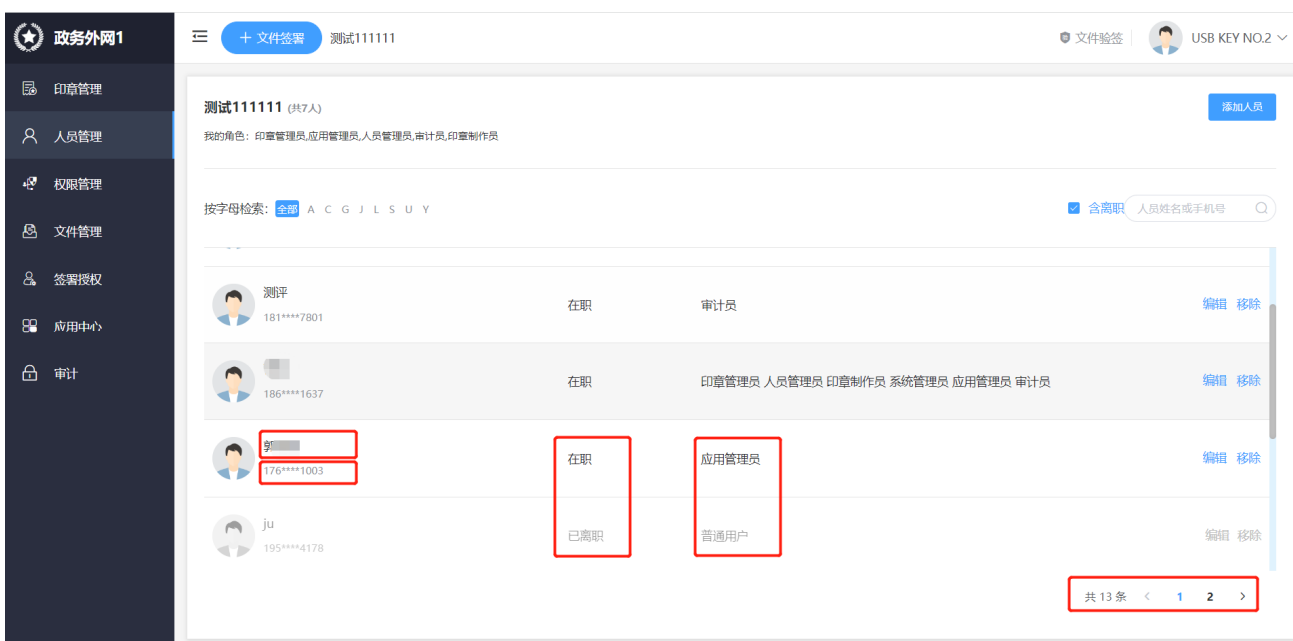 政务外网1
+ 文件签署
测试111111
文件验签
USB KEY NO.2
印章管理
人员管理
权限管理
文件管理
签署授权
应用中心
审计
测试111111 (共7人)
添加人员
我的角色：印章管理员,应用管理员,人员管理员,审计员,印章制作员
按字母检索: 全部 A C G J L S U Y
含离职
人员姓名或手机号
测评
181****7801
在职
审计员
编辑 移除
186****1637
在职
印章管理员 人员管理员 印章制作员 系统管理员 应用管理员 审计员
编辑 移除
郭
176****1003
在职
应用管理员
编辑 移除
ju
195****4178
已离职
普通用户
编辑 移除
共 13 条 < 1 2 >